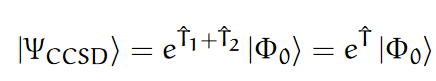 |Ψ_CCSD⟩ = e^{T̂₁+T̂₂} |Φ₀⟩ = e^{T̂} |Φ₀⟩